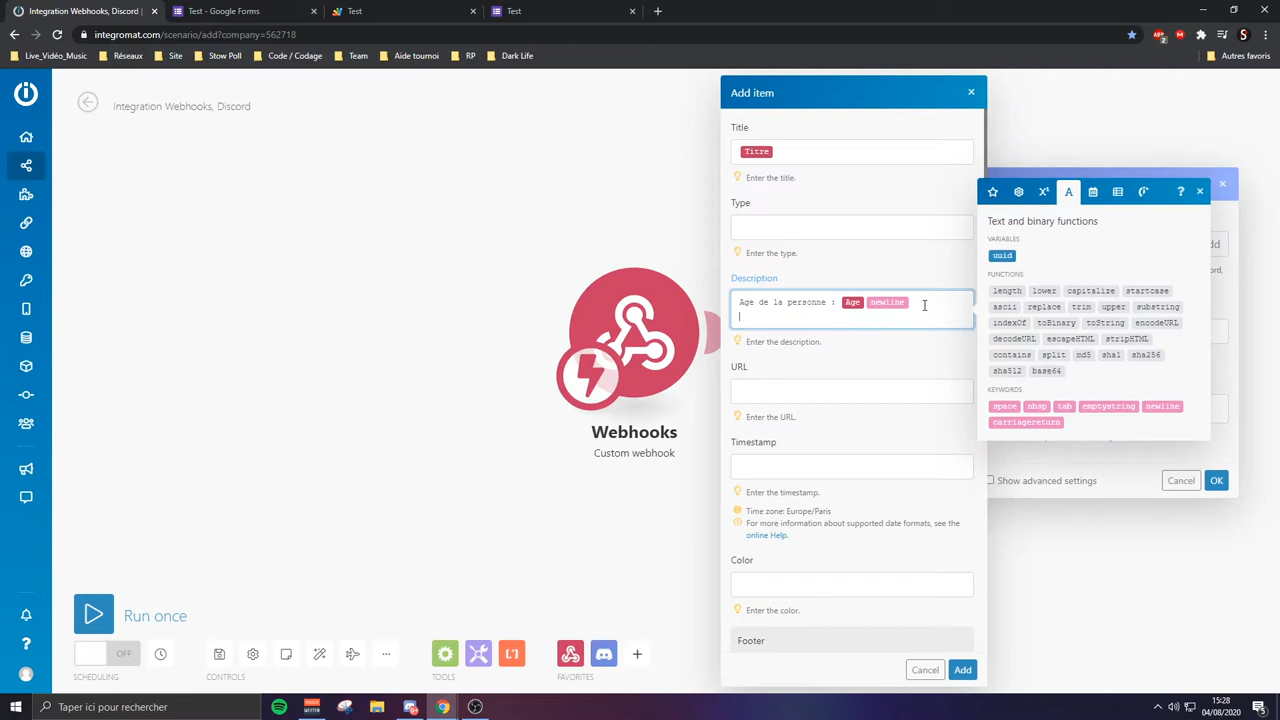 Integromat - Discord Webhooks |
Test - Google Forms
Test
Test
integromat.com/scenario/add?company=562718
Live_Vidéo_Music
Site
Stow Poll
Code / Codage
Team
Aide tournoi
RP
Dark Life
Autres favoris
Integration Webhooks, Discord
Add item
Title
Titre
Enter the title.
Type
Enter the type.
Description
Age de la personne : Age newline
Enter the description.
URL
Enter the URL.
Timestamp
Enter the timestamp.
Time zone: Europe/Paris
For more information about supported date formats, see the
online Help.
Color
Enter the color.
Footer
Cancel
Add
Text and binary functions
VARIABLES
uuid
FUNCTIONS
length lower capitalize startcase
ascii replace trim upper substring
indexOf toBinary toString encodeURL
decodeURL escapeHTML stripHTML
contains split md5 sha1 sha256
sha512 base64
KEYWORDS
space nbsp tab emptystring newline
carriagereturn
Show advanced settings
Cancel
OK
Webhooks
Custom webhook
Run once
OFF
SCHEDULING
CONTROLS
TOOLS
FAVORITES
Taper ici pour rechercher
15:28
04/08/2020